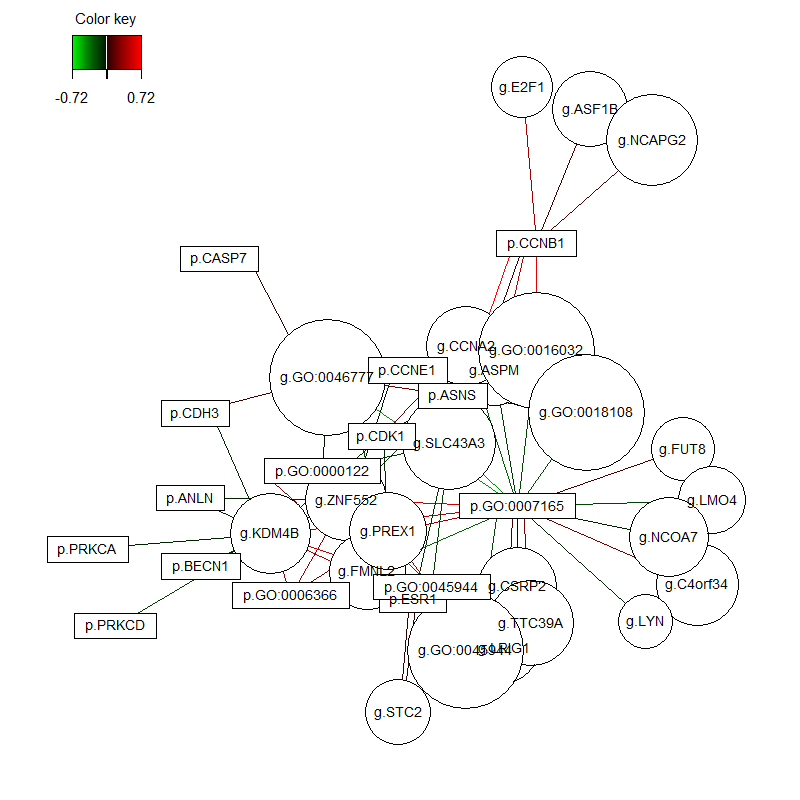 Color key
-0.72 0.72
g.E2F1
g.ASF1B
g.NCAPG2
p.CCNB1
p.CASP7
g.CCNA2
g.GO:0016032
g.GO:0046777
p.CCNE1
g.ASPM
p.ASNS
p.CDH3
g.GO:0018108
p.CDK1
g.SLC43A3
g.FUT8
p.GO:0000122
p.ANLN
g.ZNF552
g.LMO4
p.GO:0007165
g.KDM4B
g.PREX1
g.NCOA7
p.PRKCA
p.BECN1
g.FMNL2
g.C4orf34
p.GO:0045944
g.CSRP2
p.GO:0006366
p.ESR1
p.PRKCD
g.TTC39A
g.LYN
g.GO:0045944
g.LRIG1
g.STC2